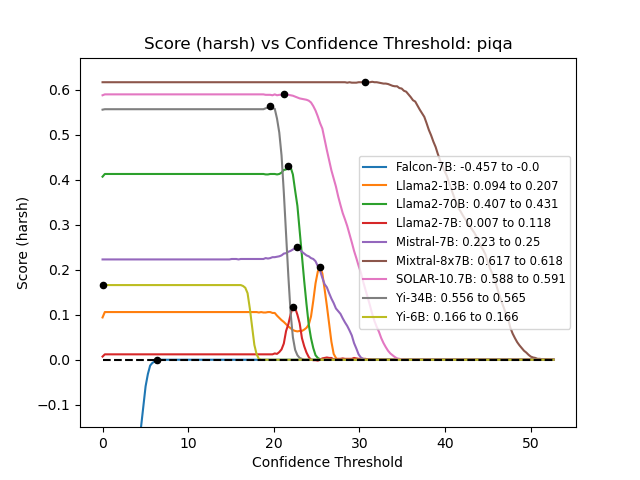 Score (harsh) vs Confidence Threshold: piqa
Score (harsh)
0.6
0.5
0.4
0.3
0.2
0.1
0.0
−0.1
Falcon-7B: -0.457 to -0.0
Llama2-13B: 0.094 to 0.207
Llama2-70B: 0.407 to 0.431
Llama2-7B: 0.007 to 0.118
Mistral-7B: 0.223 to 0.25
Mixtral-8x7B: 0.617 to 0.618
SOLAR-10.7B: 0.588 to 0.591
Yi-34B: 0.556 to 0.565
Yi-6B: 0.166 to 0.166
0 10 20 30 40 50
Confidence Threshold